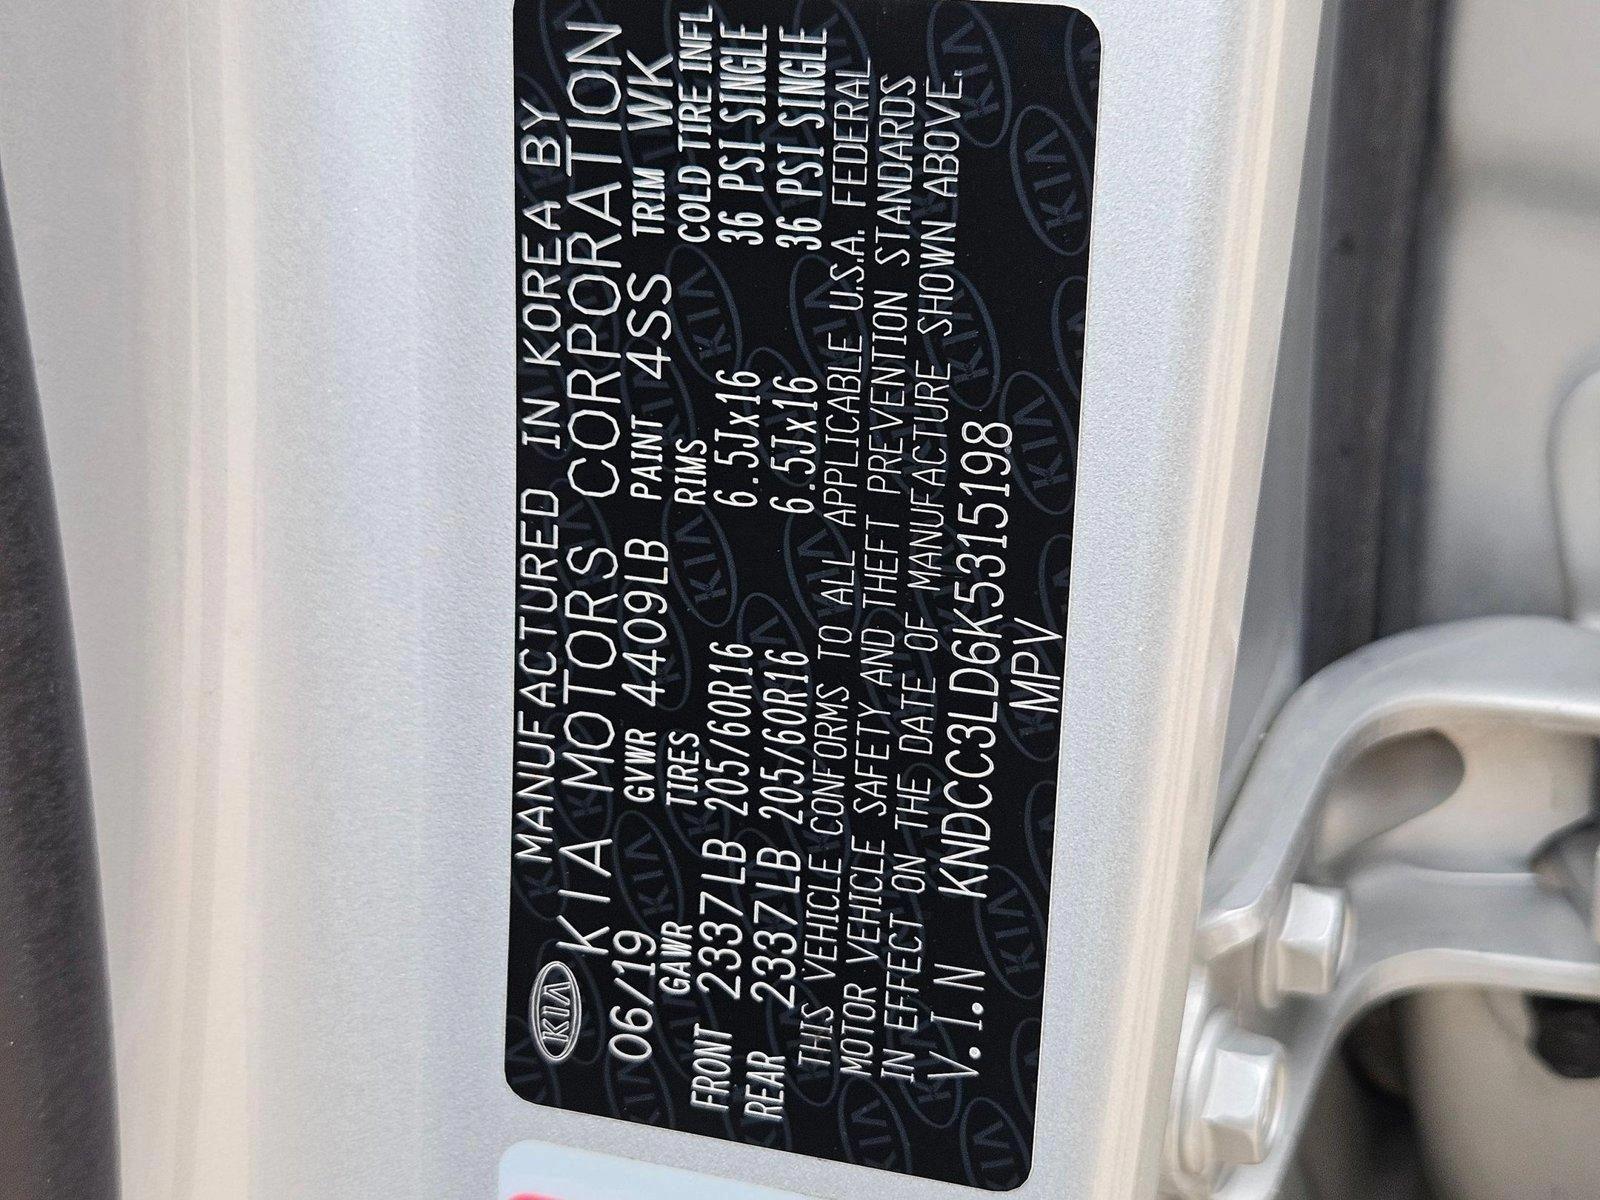 MANUFACTURED IN KOREA BY
KIA KIA MOTORS CORPORATION
06/19 GVWR 4409LB PAINT 4SS TRIM WK
GAWR TIRES RIMS COLD TIRE INFL
FRONT 2337LB 205/60R16 6.5Jx16 36 PSI SINGLE
REAR 2337LB 205/60R16 6.5Jx16 36 PSI SINGLE
THIS VEHICLE CONFORMS TO ALL APPLICABLE U.S.A. FEDERAL
MOTOR VEHICLE SAFETY AND THEFT PREVENTION STANDARDS
IN EFFECT ON THE DATE OF MANUFACTURE SHOWN ABOVE.
V.I.N KNDCC3LD6K5315198
MPV